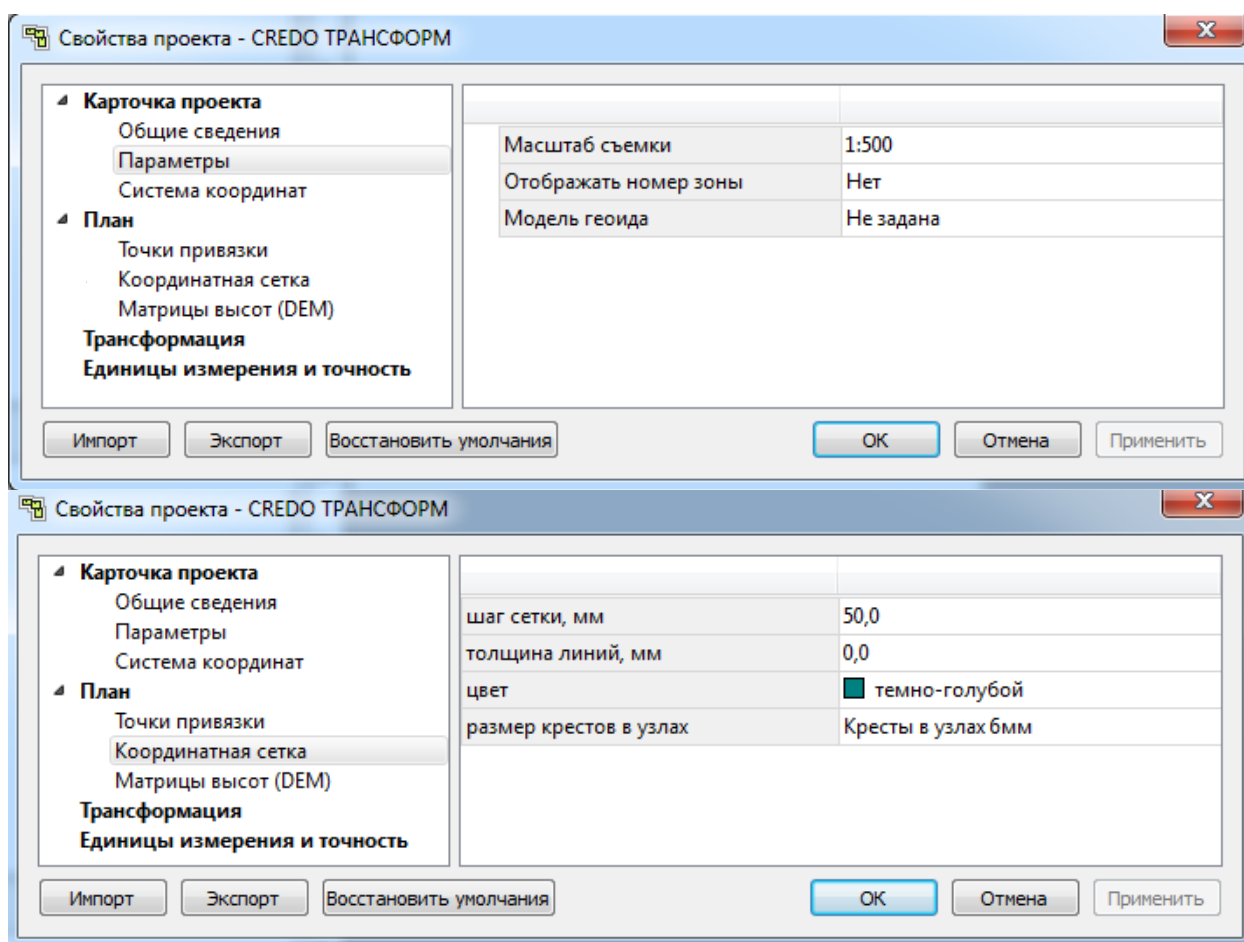 Свойства проекта - CREDO ТРАНСФОРМ
Карточка проекта
Общие сведения
Параметры
Система координат
План
Точки привязки
Координатная сетка
Матрицы высот (DEM)
Трансформация
Единицы измерения и точность
Масштаб съемки 1:500
Отображать номер зоны Нет
Модель геоида Не задана
Импорт Экспорт Восстановить умолчания OK Отмена Применить
Свойства проекта - CREDO ТРАНСФОРМ
Карточка проекта
Общие сведения
Параметры
Система координат
План
Точки привязки
Координатная сетка
Матрицы высот (DEM)
Трансформация
Единицы измерения и точность
шаг сетки, мм 50,0
толщина линий, мм 0,0
цвет темно-голубой
размер крестов в узлах Кресты в узлах 6мм
Импорт Экспорт Восстановить умолчания OK Отмена Применить